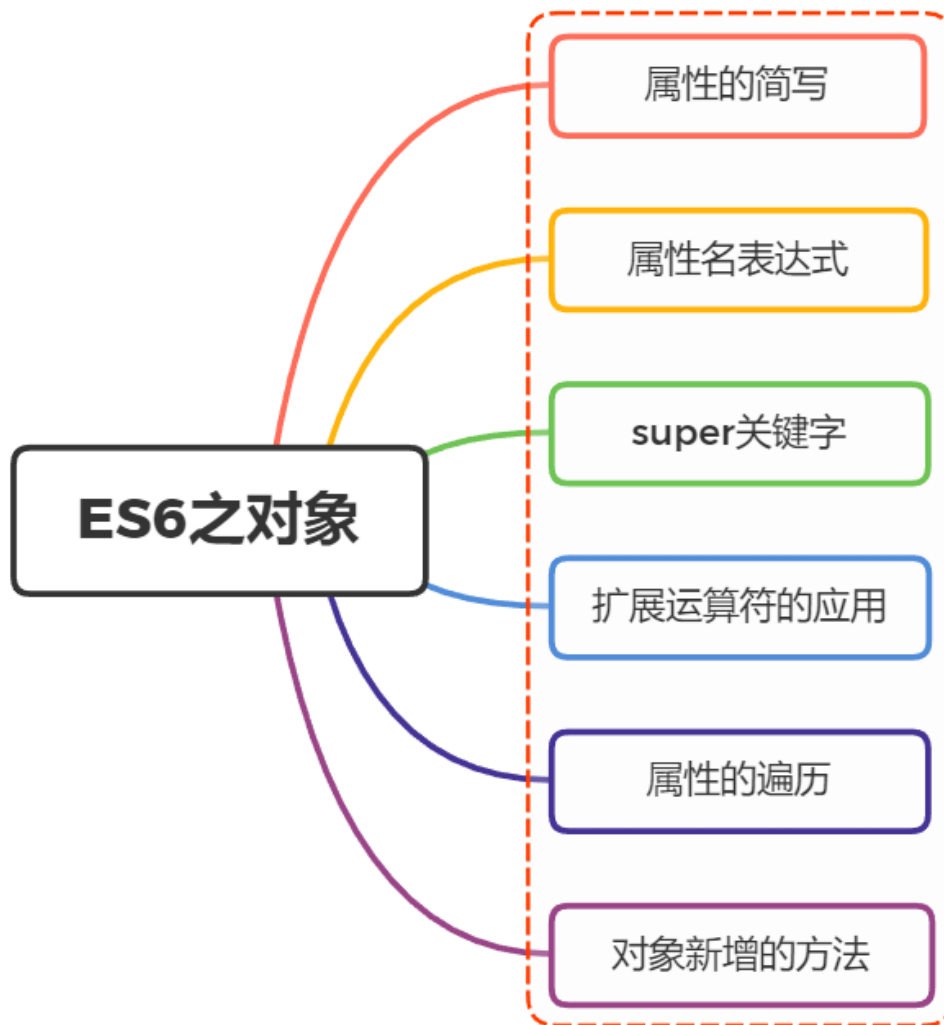 属性的简写
属性名表达式
super关键字
ES6之对象
扩展运算符的应用
属性的遍历
对象新增的方法